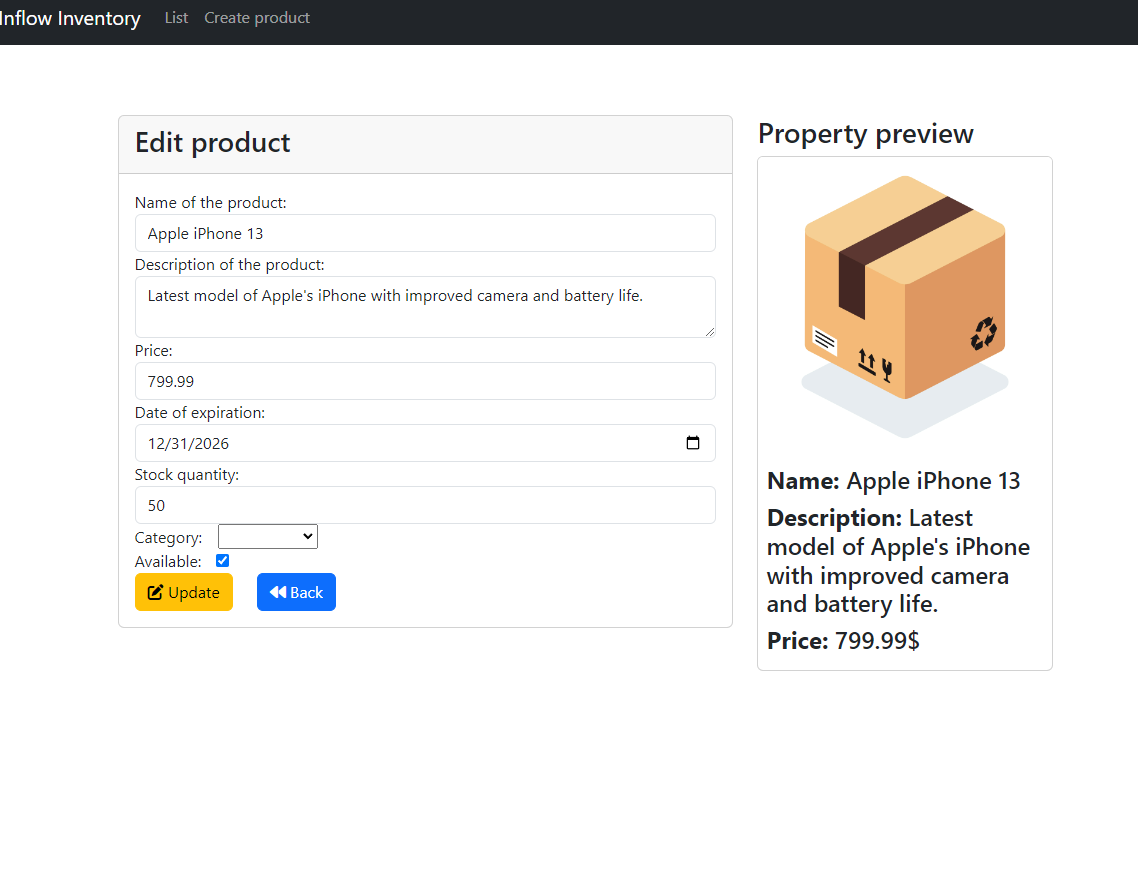 Inflow Inventory List Create product
Edit product
Name of the product:
Apple iPhone 13
Description of the product:
Latest model of Apple's iPhone with improved camera and battery life.
Price:
799.99
Date of expiration:
12/31/2026
Stock quantity:
50
Category:
Available:
Update Back
Property preview
Name: Apple iPhone 13
Description: Latest
model of Apple's iPhone
with improved camera
and battery life.
Price: 799.99$